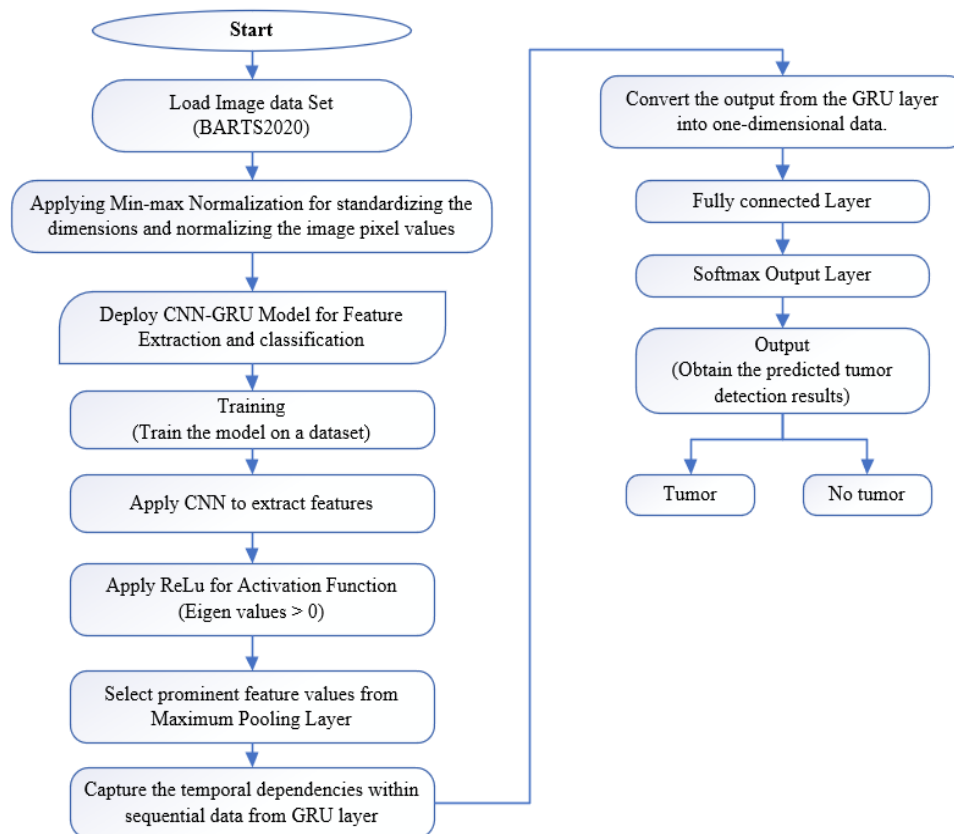 Start
Load Image data Set
(BARTS2020)
Applying Min-max Normalization for standardizing the
dimensions and normalizing the image pixel values
Deploy CNN-GRU Model for Feature
Extraction and classification
Training
(Train the model on a dataset)
Apply CNN to extract features
Apply ReLu for Activation Function
(Eigen values > 0)
Select prominent feature values from
Maximum Pooling Layer
Capture the temporal dependencies within
sequential data from GRU layer
Convert the output from the GRU layer
into one-dimensional data.
Fully connected Layer
Softmax Output Layer
Output
(Obtain the predicted tumor
detection results)
Tumor
No tumor